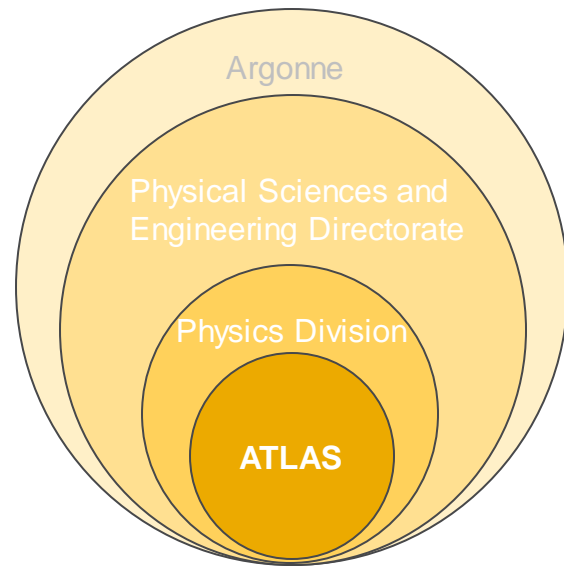 Argonne
Physical Sciences and
Engineering Directorate
Physics Division
ATLAS